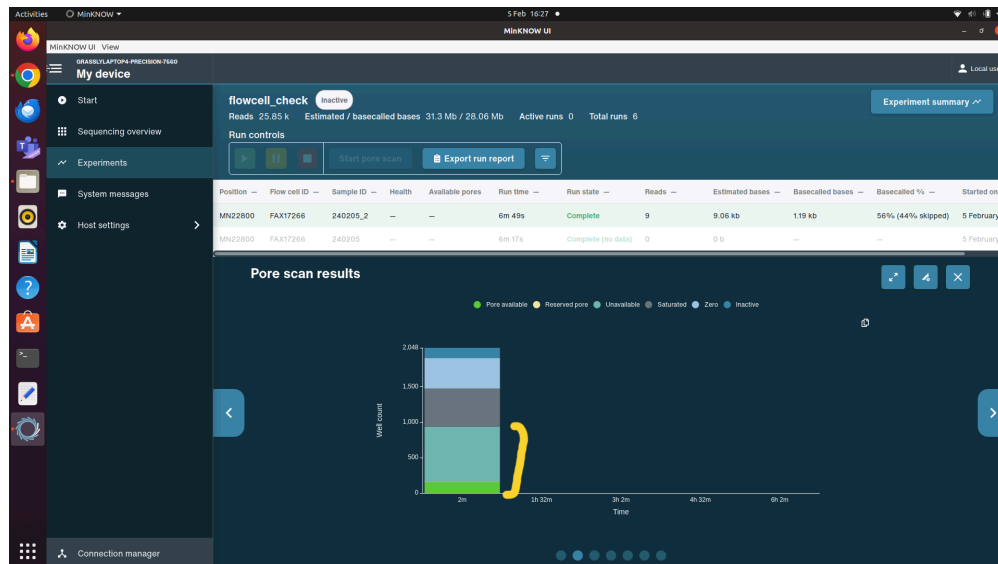 Activities MinKNOW 5 Feb 16:27
MinKNOW UI
MinKNOW UI View
GRASSLYLAPTOP4-PRECISION-7560
My device
Local use
Start
Sequencing overview
Experiments
System messages
Host settings
Connection manager
flowcell_check Inactive
Experiment summary
Reads 25.85 k Estimated / basecalled bases 31.3 Mb / 28.06 Mb Active runs 0 Total runs 6
Run controls
Start pore scan Export run report
Position Flow cell ID Sample ID Health Available pores Run time Run state Reads Estimated bases Basecalled bases Basecalled % Started on
MN22800 FAX17266 240205_2 – – 6m 49s Complete 9 9.06 kb 1.19 kb 56% (44% skipped) 5 February
MN22800 FAX17266 240205 – – 6m 17s Complete (no data) 0 0 b – – 5 February
Pore scan results
Pore available Reserved pore Unavailable Saturated Zero Inactive
2,048
1,500
1,000
500
0
Well count
2m 1h 32m 3h 2m 4h 32m 6h 2m
Time